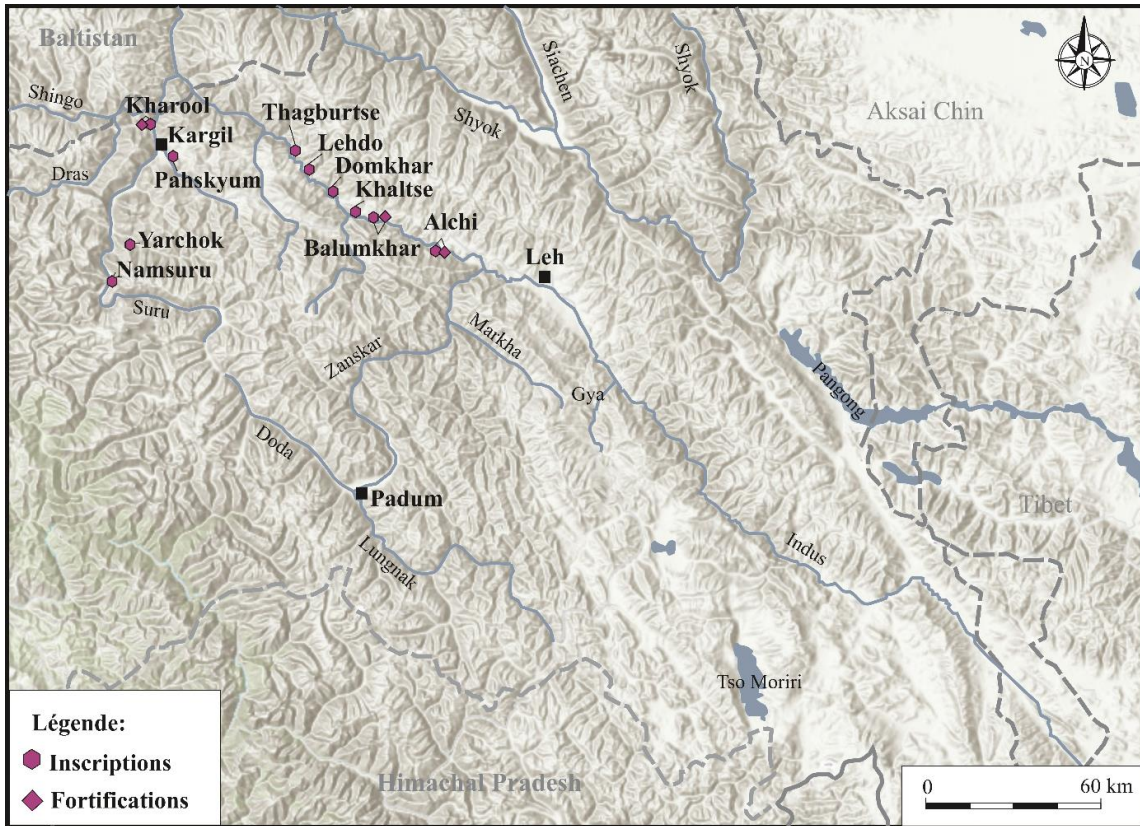 Baltistan
Siachen
Shyok
N
Aksai Chin
Shingo
Kharool
Kargil
Thagburtse
Shyok
Lehdo
Domkhar
Dras
Pahskyum
Khaltse
Alchi
Balumkhar
Leh
Yarchok
Namsuru
Suru
Zanskar
Markha
Gya
Pangong
Doda
Padum
Tibet
Lungnak
Indus
Tso Moriri
Himachal Pradesh
Légende:
Inscriptions
Fortifications
0 60 km